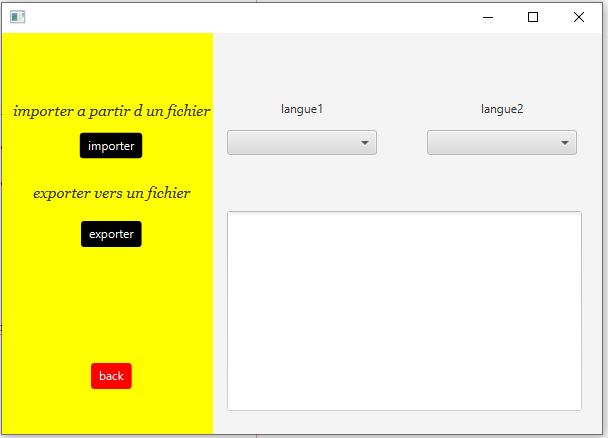 importer a partir d un fichier
importer
exporter vers un fichier
exporter
back
langue1
langue2